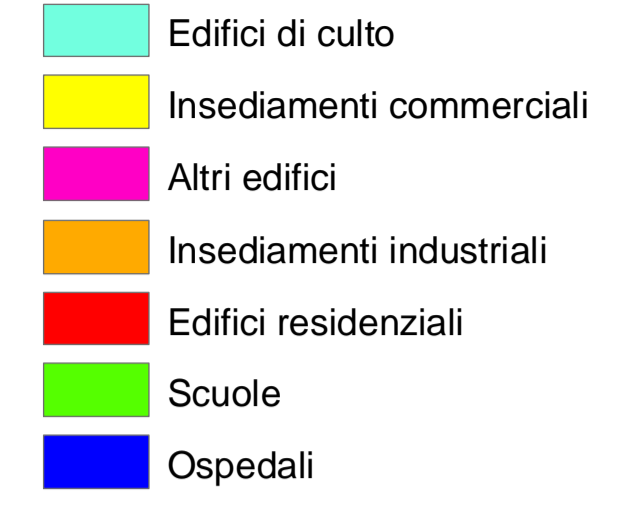 Edifici di culto
Insediamenti commerciali
Altri edifici
Insediamenti industriali
Edifici residenziali
Scuole
Ospedali